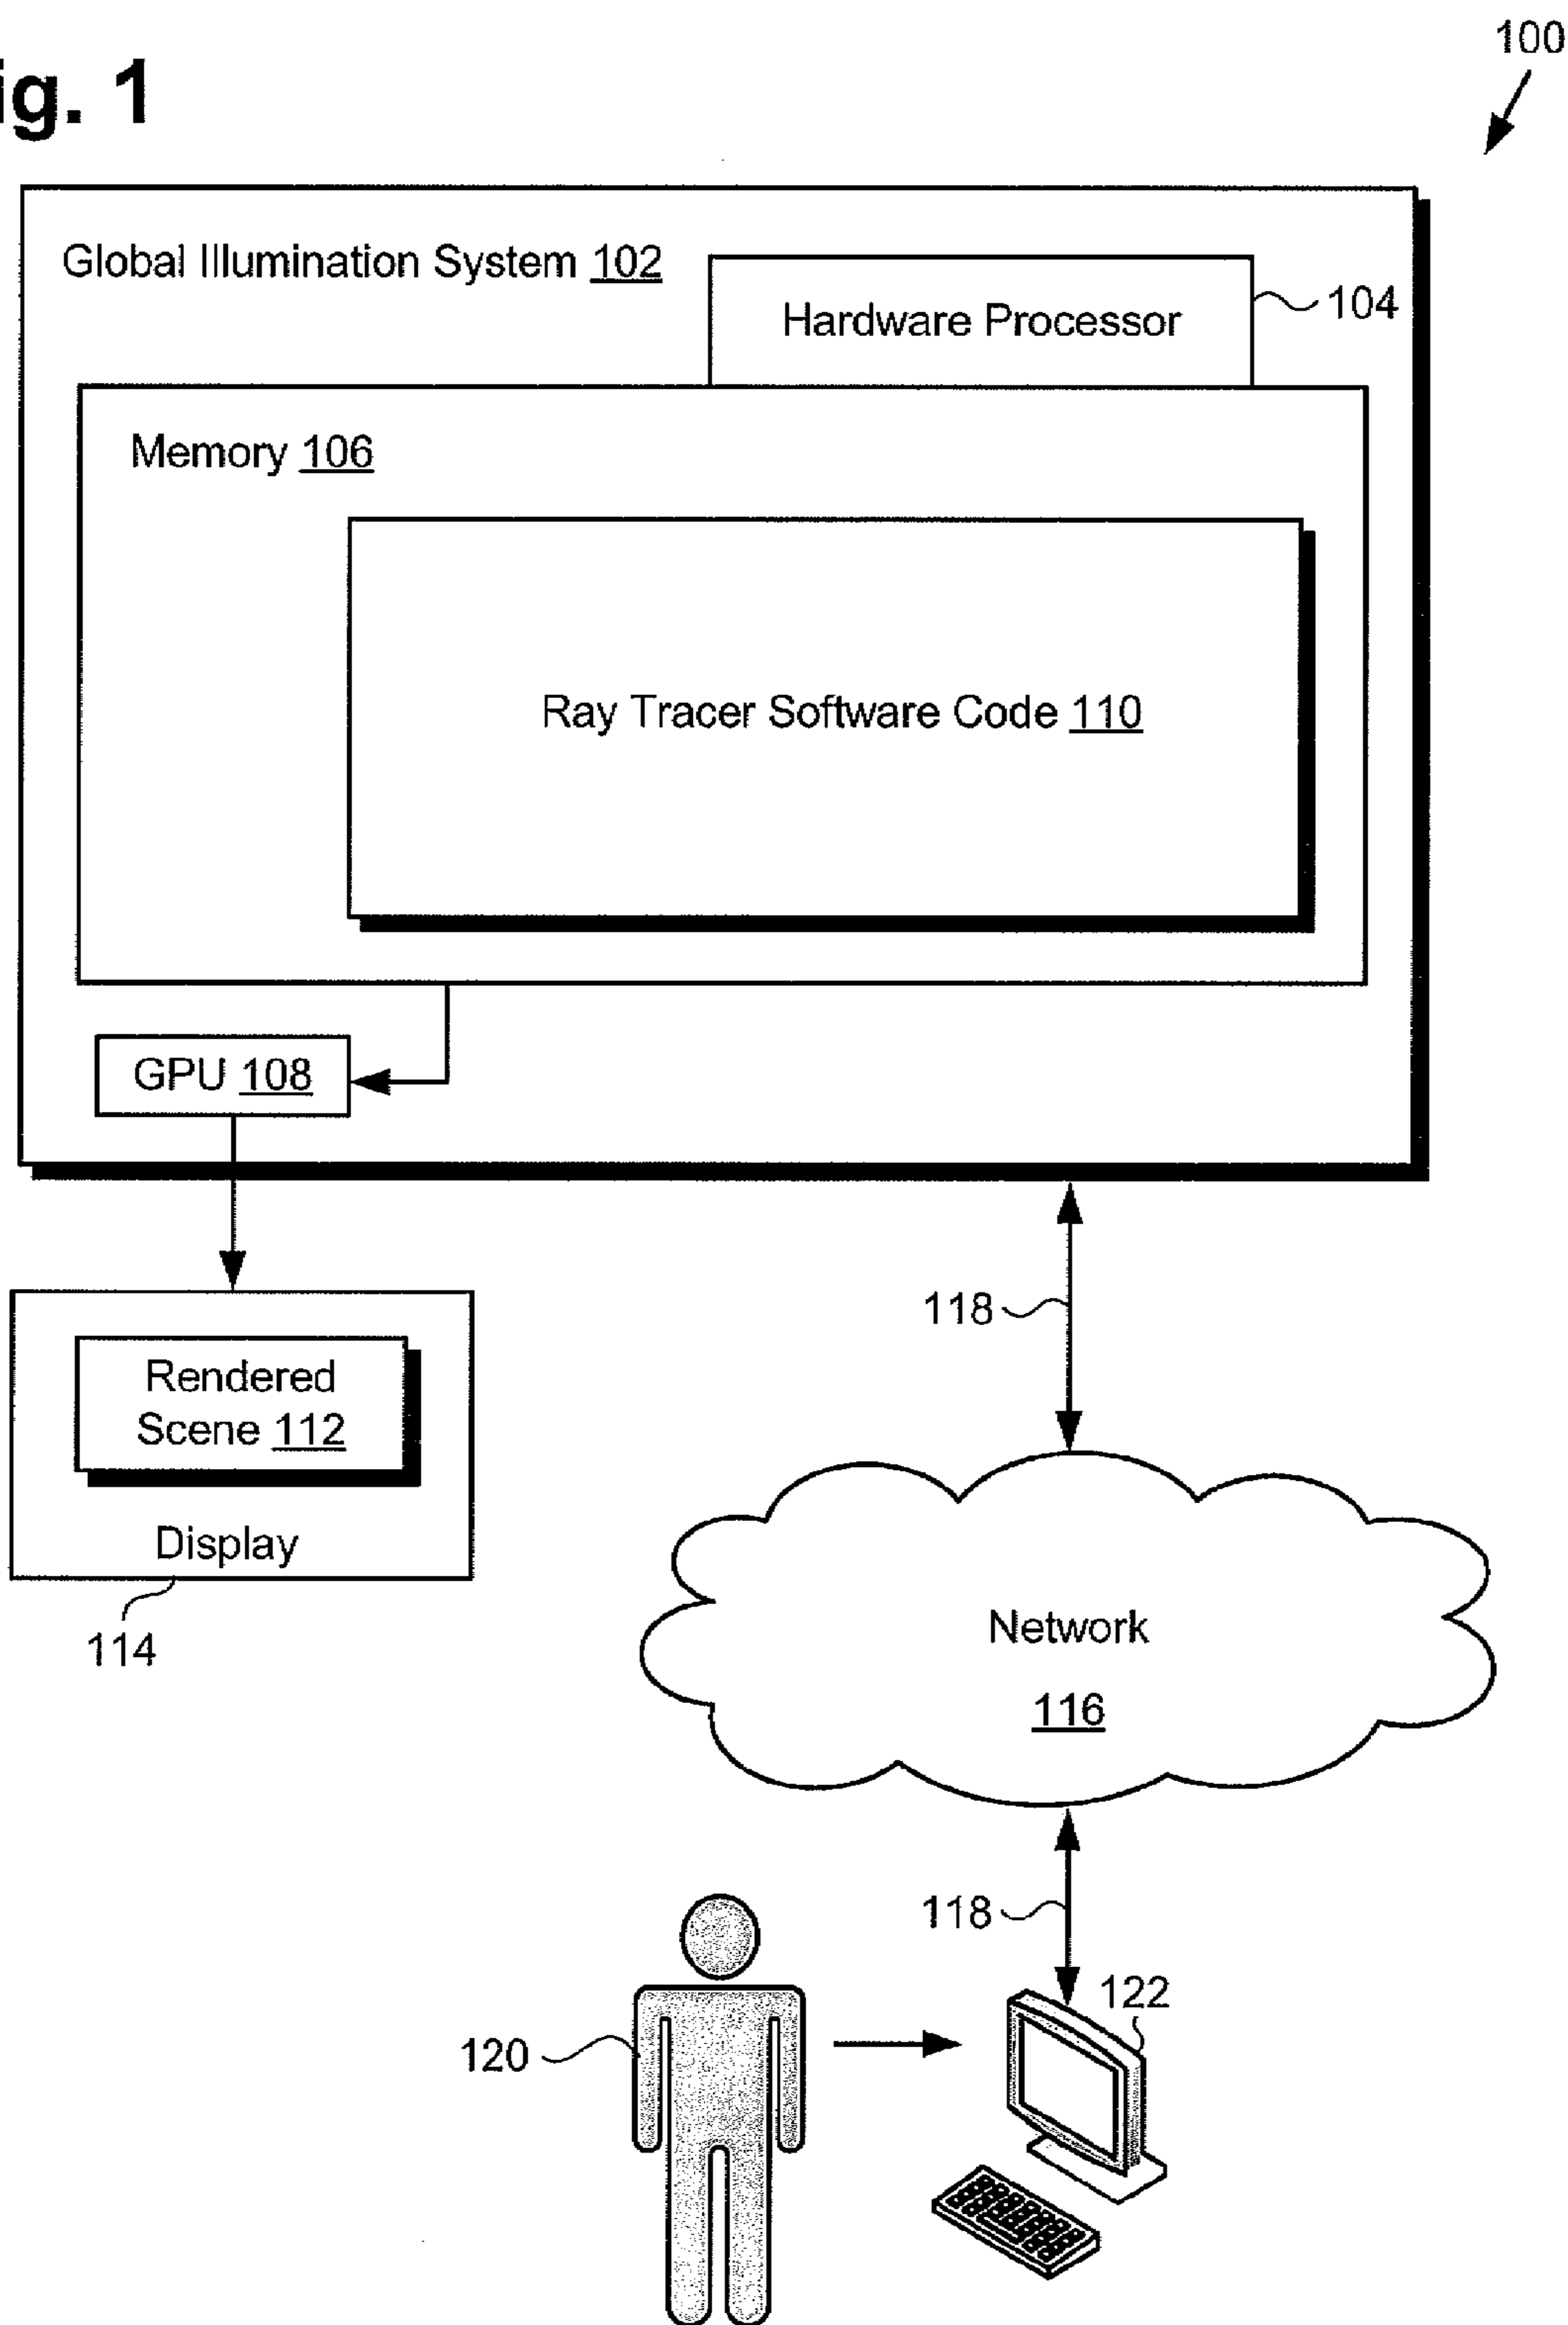 ig. 1
100
Global Illumination System 102
Hardware Processor
104
Memory 106
Ray Tracer Software Code 110
GPU 108
118
Rendered
Scene 112
Display
114
Network
116
118
122
120